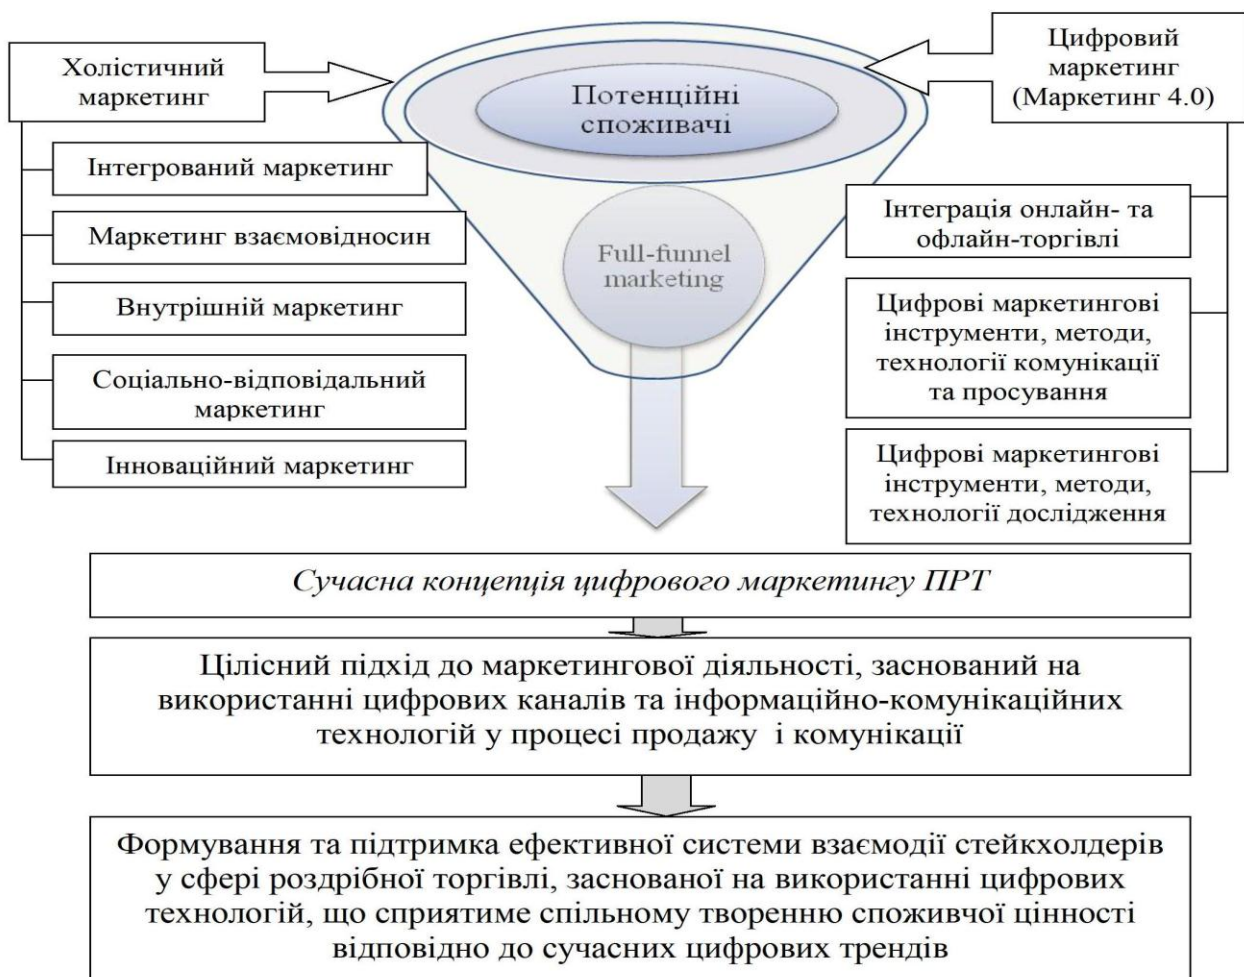 Холістичний
маркетинг
Інтегрований маркетинг
Маркетинг взаємовідносин
Внутрішній маркетинг
Соціально-відповідальний
маркетинг
Інноваційний маркетинг
Потенційні
споживачі
Full-funnel
marketing
Цифровий
маркетинг
(Маркетинг 4.0)
Інтеграція онлайн- та
офлайн-торгівлі
Цифрові маркетингові
інструменти, методи,
технології комунікації
та просування
Цифрові маркетингові
інструменти, методи,
технології дослідження
Сучасна концепція цифрового маркетингу ПРТ
Цілісний підхід до маркетингової діяльності, заснований на
використанні цифрових каналів та інформаційно-комунікаційних
технологій у процесі продажу і комунікації
Формування та підтримка ефективної системи взаємодії стейкхолдерів
у сфері роздрібної торгівлі, заснованої на використанні цифрових
технологій, що сприятиме спільному творенню споживчої цінності
відповідно до сучасних цифрових трендів